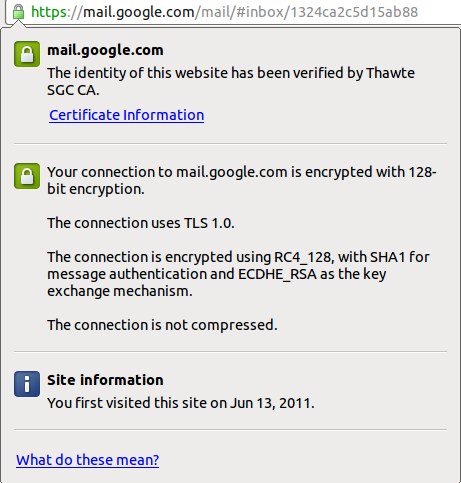 https://mail.google.com/mail/#inbox/1324ca2c5d15ab88
mail.google.com
The identity of this website has been verified by Thawte
SGC CA.
Certificate Information
Your connection to mail.google.com is encrypted with 128-
bit encryption.
The connection uses TLS 1.0.
The connection is encrypted using RC4_128, with SHA1 for
message authentication and ECDHE_RSA as the key
exchange mechanism.
The connection is not compressed.
Site information
You first visited this site on Jun 13, 2011.
What do these mean?